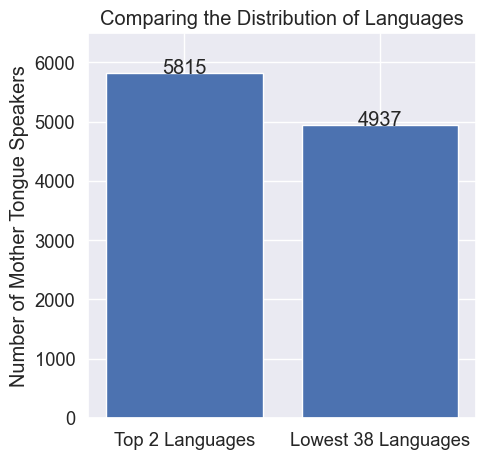 Comparing the Distribution of Languages
Number of Mother Tongue Speakers
6000
5000
4000
3000
2000
1000
0
5815
4937
Top 2 Languages
Lowest 38 Languages